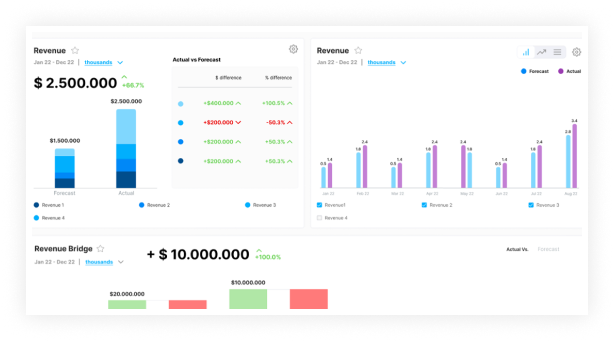 Revenue
Jan 22 - Dec 22 | thousands
$ 2.500.000
+66.7%
$2.500.000
$1.500.000
Forecast Actual
Revenue 1 Revenue 2 Revenue 3
Revenue 4
Actual vs Forecast
$ difference % difference
+$400.000 +100.5%
+$200.000 -50.3%
+$200.000 +50.3%
+$200.000 +50.3%
Revenue
Jan 22 - Dec 22 | thousands
Forecast Actual
0.5 1.4 1.8 2.4 0.5 1.4 1.8 2.4 2.4 1.8 0.5 1.4 1.8 2.4 2.6 3.4
Jan 22 Feb 22 Mar 22 Apr 22 May 22 Jun 22 Jul 22 Aug 22
Revenue1 Revenue 2 Revenue 3
Revenue 4
Revenue Bridge
Jan 22 - Dec 22 | thousands
+ $ 10.000.000
+100.0%
Actual Vs. Forecast
$20.000.000
$10.000.000